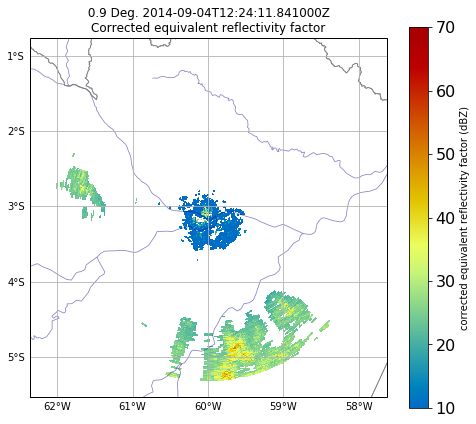 0.9 Deg. 2014-09-04T12:24:11.841000Z
Corrected equivalent reflectivity factor
1°S
2°S
3°S
4°S
5°S
62°W
61°W
60°W
59°W
58°W
70
60
50
40
30
20
10
corrected equivalent reflectivity factor (dBZ)